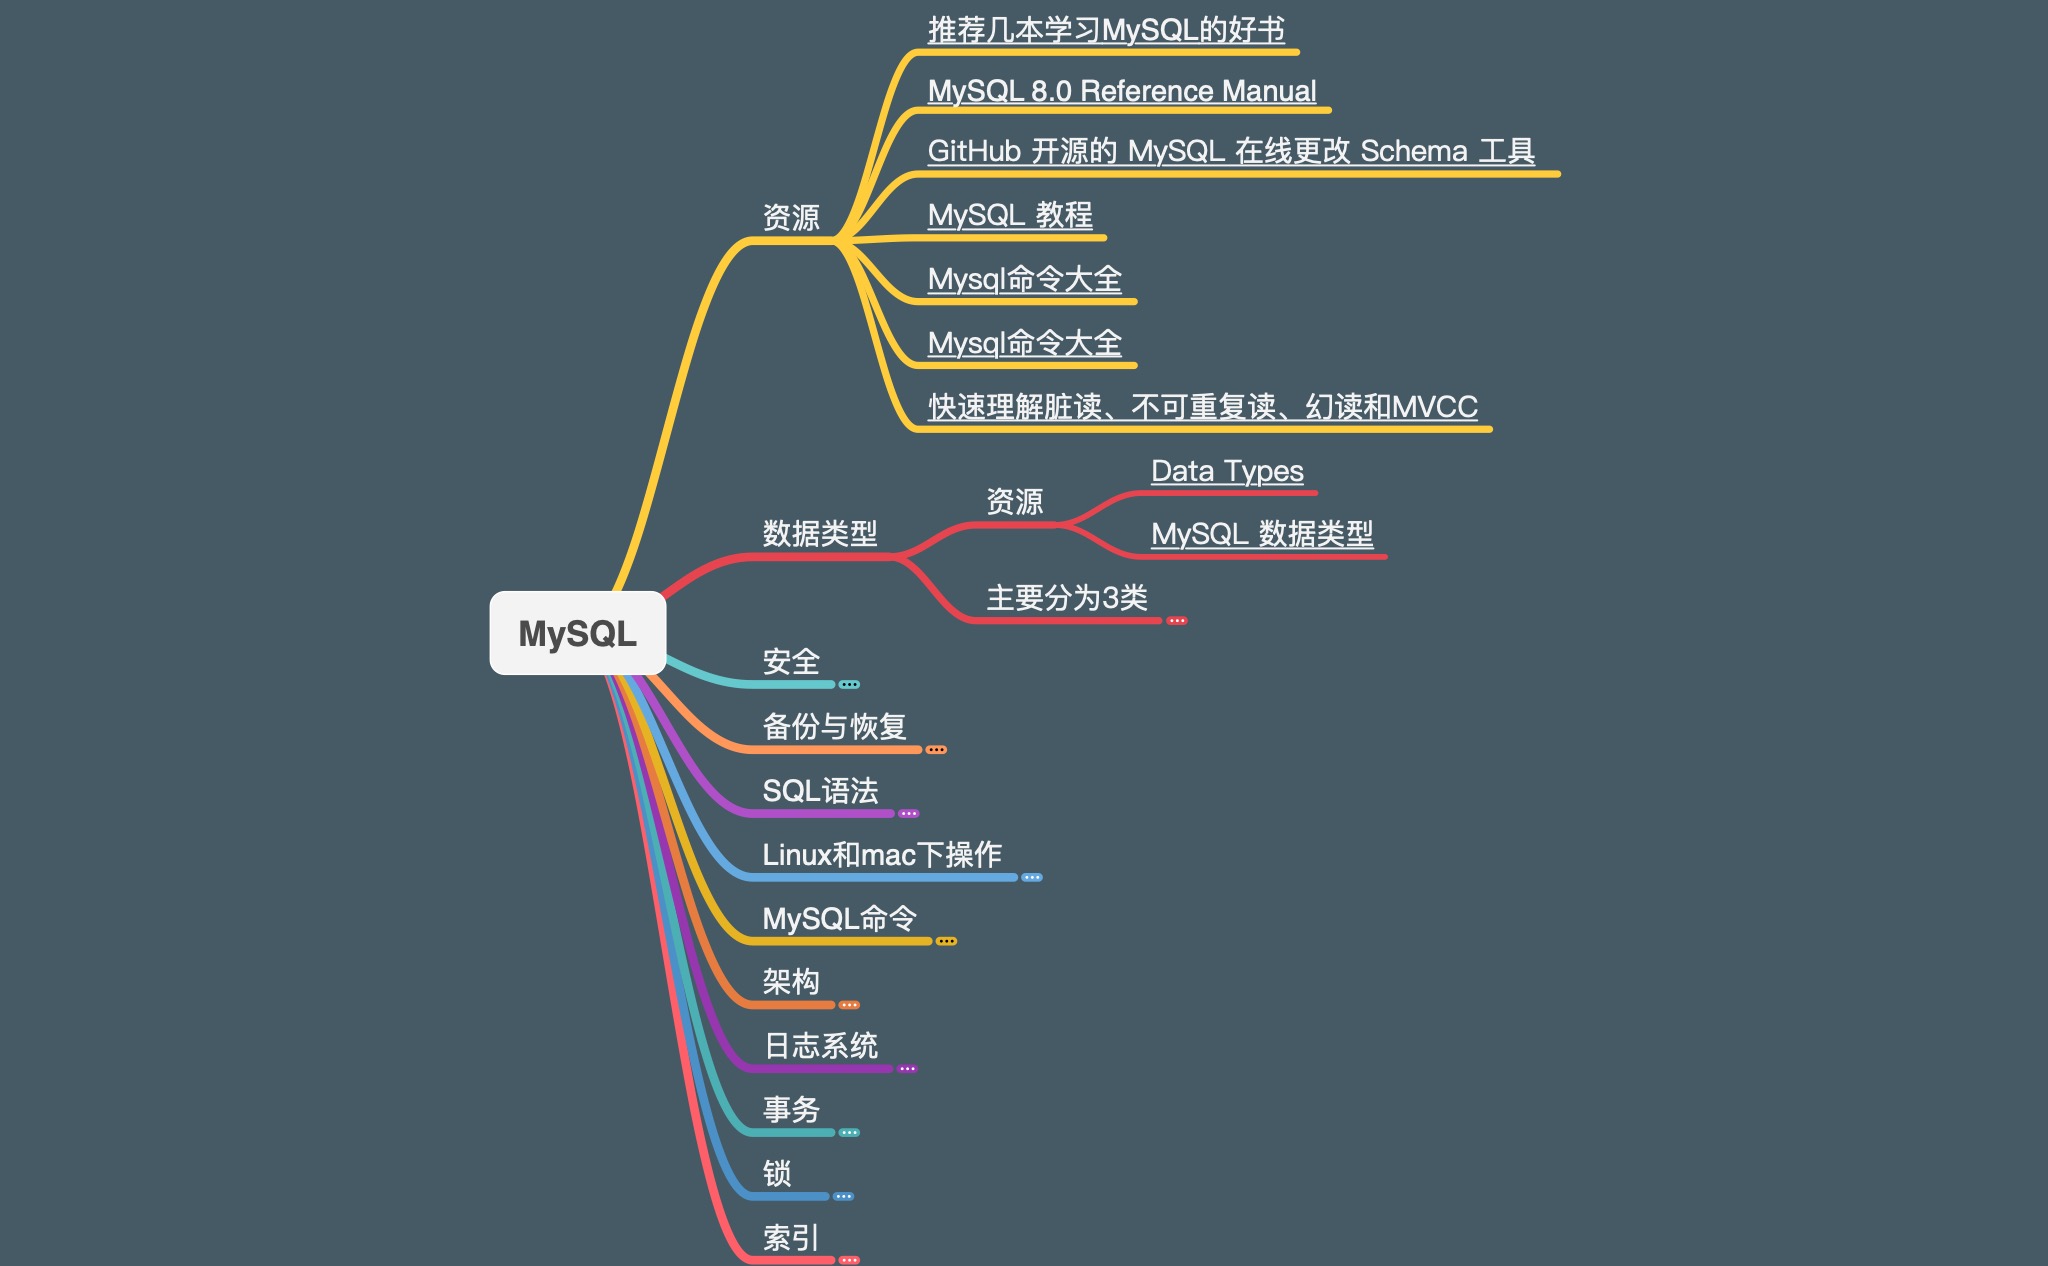 推荐几本学习MySQL的好书
MySQL 8.0 Reference Manual
GitHub 开源的 MySQL 在线更改 Schema 工具
资源
MySQL 教程
Mysql命令大全
Mysql命令大全
快速理解脏读、不可重复读、幻读和MVCC
Data Types
资源
数据类型
MySQL 数据类型
主要分为3类
MySQL
安全
备份与恢复
SQL语法
Linux和mac下操作
MySQL命令
架构
日志系统
事务
锁
索引